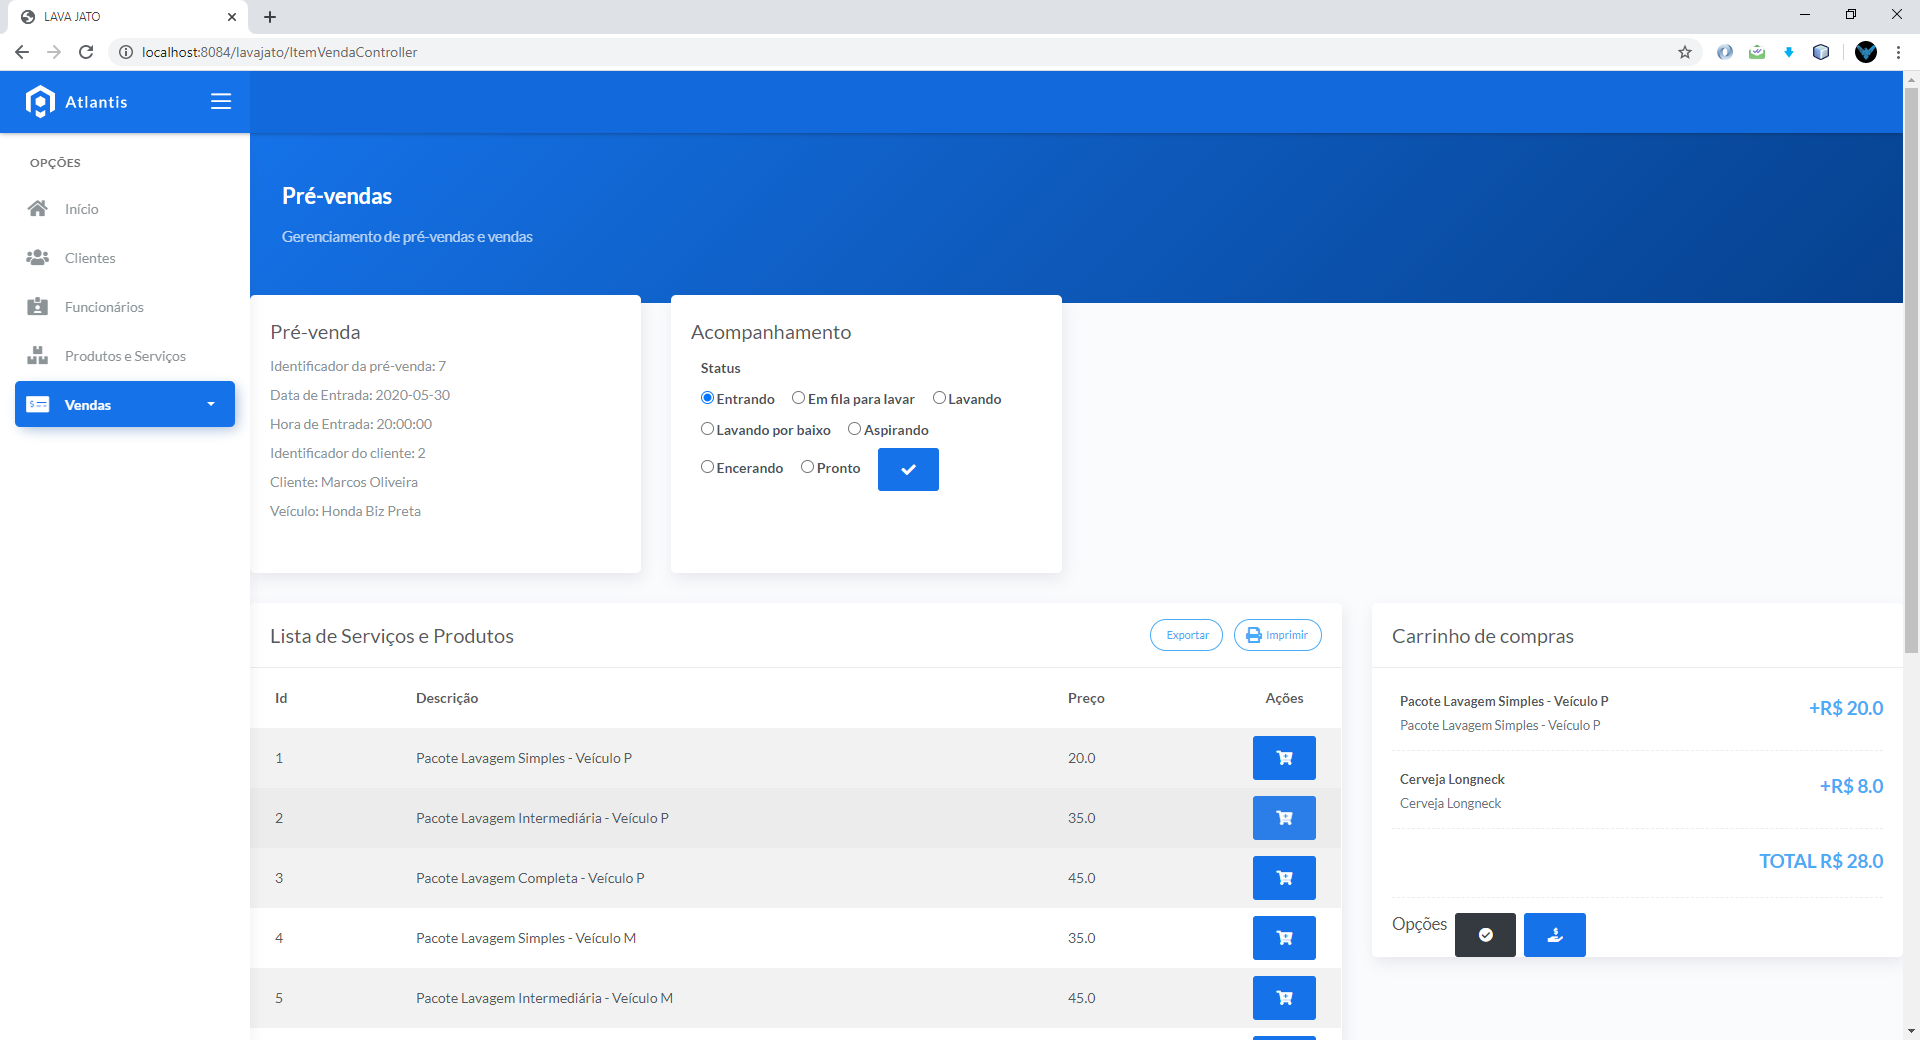 LAVA JATO
localhost:8084/lavajato/ItemVendaController
Atlantis
OPÇÕES
Início
Clientes
Funcionários
Produtos e Serviços
Vendas
Pré-vendas
Gerenciamento de pré-vendas e vendas
Pré-venda
Identificador da pré-venda: 7
Data de Entrada: 2020-05-30
Hora de Entrada: 20:00:00
Identificador do cliente: 2
Cliente: Marcos Oliveira
Veículo: Honda Biz Preta
Acompanhamento
Status
Entrando Em fila para lavar Lavando
Lavando por baixo Aspirando
Encerando Pronto
Lista de Serviços e Produtos
Exportar Imprimir
Id Descrição Preço Ações
1 Pacote Lavagem Simples - Veículo P 20.0
2 Pacote Lavagem Intermediária - Veículo P 35.0
3 Pacote Lavagem Completa - Veículo P 45.0
4 Pacote Lavagem Simples - Veículo M 35.0
5 Pacote Lavagem Intermediária - Veículo M 45.0
Carrinho de compras
Pacote Lavagem Simples - Veículo P +R$ 20.0
Pacote Lavagem Simples - Veículo P
Cerveja Longneck +R$ 8.0
Cerveja Longneck
TOTAL R$ 28.0
Opções